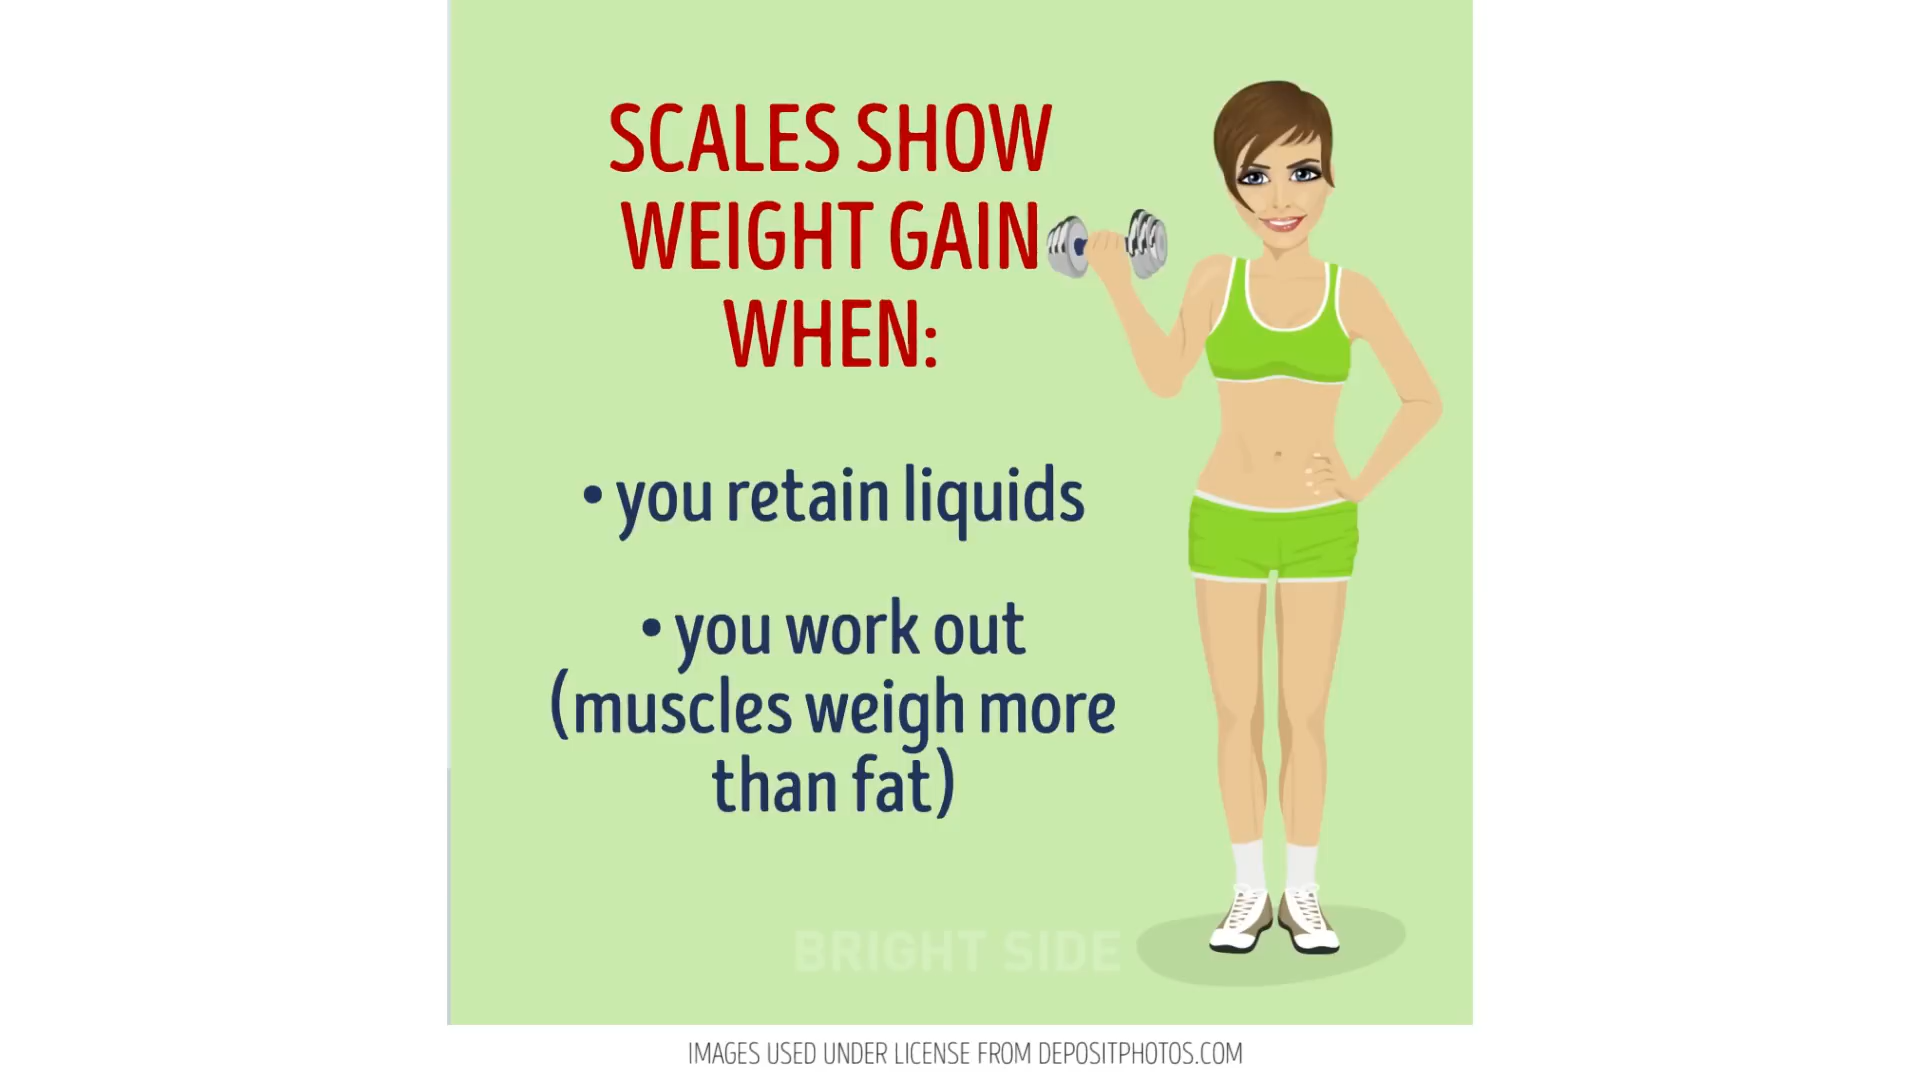 SCALES SHOW
WEIGHT GAIN
WHEN:
• you retain liquids
• you work out
(muscles weigh more
than fat)
BRIGHT SIDE
IMAGES USED UNDER LICENSE FROM DEPOSITPHOTOS.COM